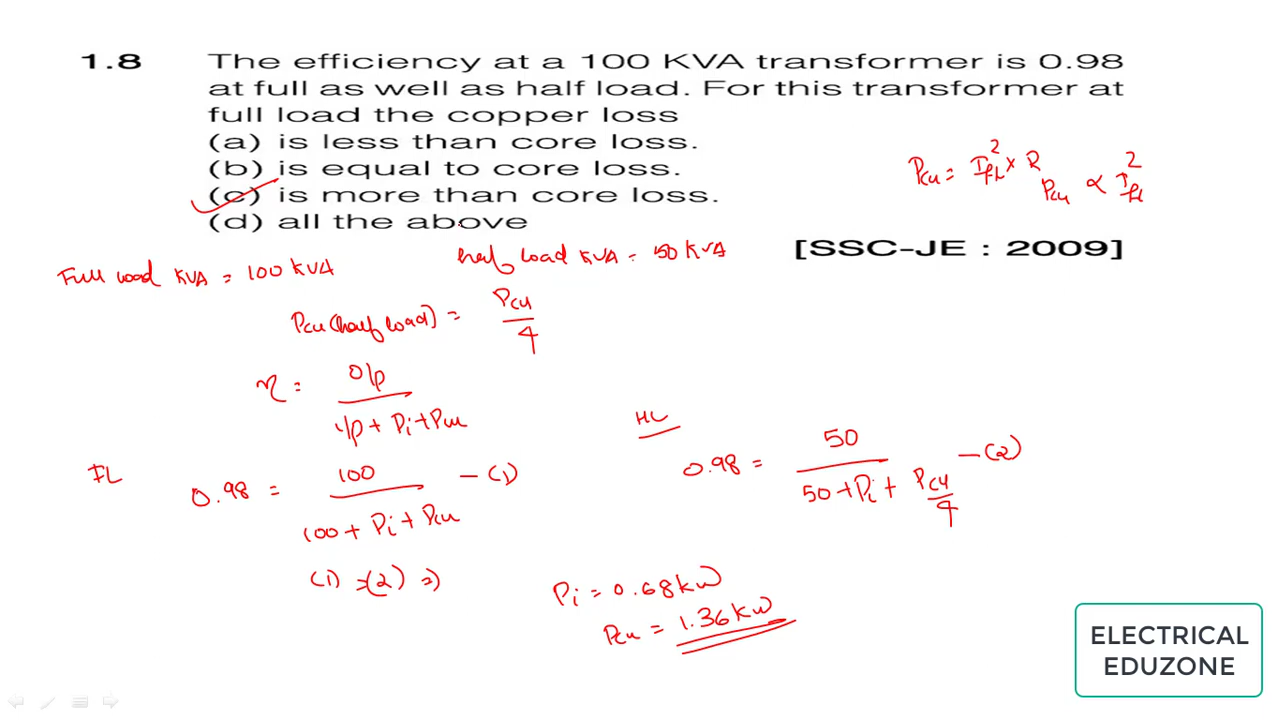 1.8 The efficiency at a 100 KVA transformer is 0.98
at full as well as half load. For this transformer at
full load the copper loss
(a) is less than core loss.
(b) is equal to core loss.
(c) is more than core loss.
(d) all the above
[SSC-JE : 2009]
Pcu = I²fL × R
Pcu ∝ I²fL
Full load KVA = 100 KVA
half load KVA = 50 KVA
Pcu (half load) = Pcu/4
η = O/p / I/p + Pi + Pcu
FL 0.98 = 100 / 100 + Pi + Pcu — (1)
HL
0.98 = 50 / 50 + Pi + Pcu/4 — (2)
(1) = (2) ⇒
Pi = 0.68 kW
Pcu = 1.36 kW
ELECTRICAL
EDUZONE